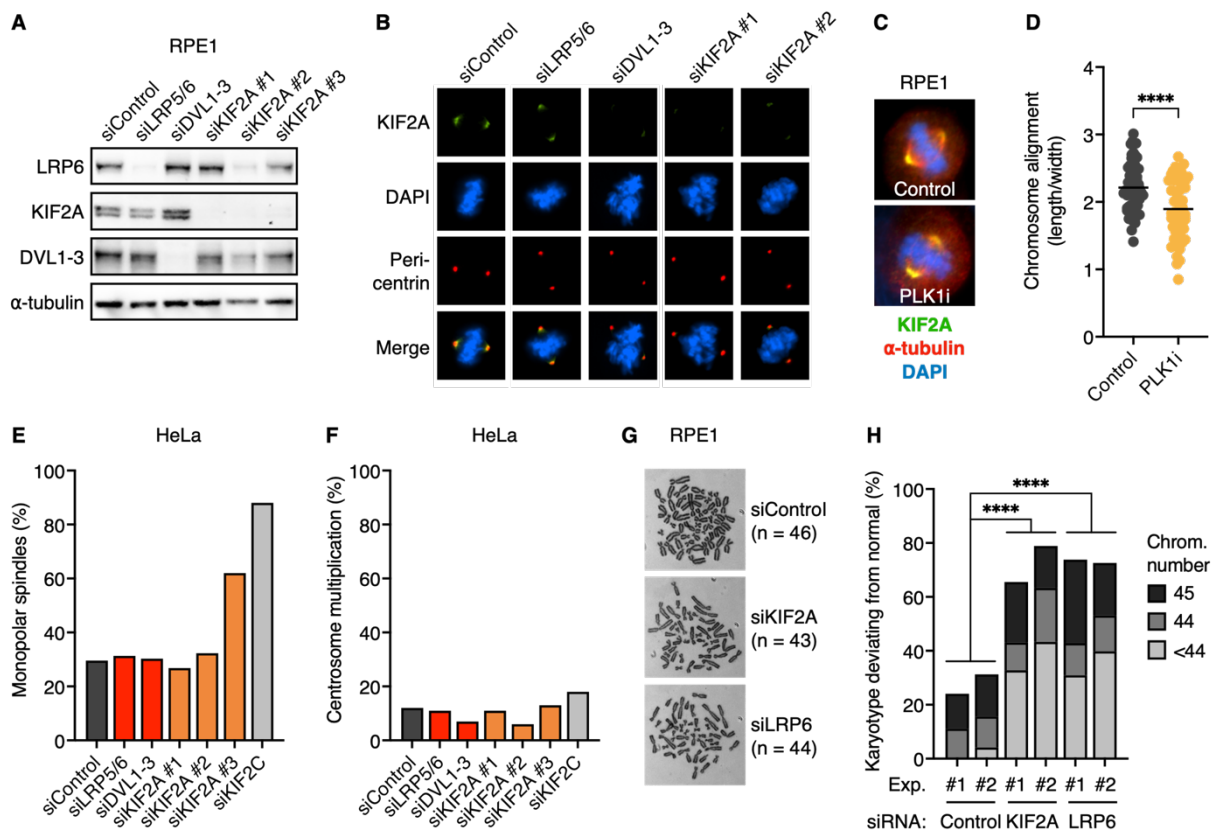 A
RPE1
siControl
siLRP5/6
siDVL1-3
siKIF2A #1
siKIF2A #2
siKIF2A #3
LRP6
KIF2A
DVL1-3
α-tubulin
B
siControl
siLRP5/6
siDVL1-3
siKIF2A #1
siKIF2A #2
KIF2A
DAPI
Peri-
centrin
Merge
C
RPE1
Control
PLK1i
KIF2A
α-tubulin
DAPI
D
Chromosome alignment
(length/width)
4
3
2
1
0
****
Control
PLK1i
E
HeLa
Monopolar spindles (%)
100
80
60
40
20
0
siControl
siLRP5/6
siDVL1-3
siKIF2A #1
siKIF2A #2
siKIF2A #3
siKIF2C
F
HeLa
Centrosome multiplication (%)
100
80
60
40
20
0
siControl
siLRP5/6
siDVL1-3
siKIF2A #1
siKIF2A #2
siKIF2A #3
siKIF2C
G
RPE1
siControl
(n = 46)
siKIF2A
(n = 43)
siLRP6
(n = 44)
H
Karyotype deviating from normal (%)
100
80
60
40
20
0
****
****
Chrom.
number
45
44
<44
Exp. #1 #2 #1 #2 #1 #2
siRNA: Control KIF2A LRP6